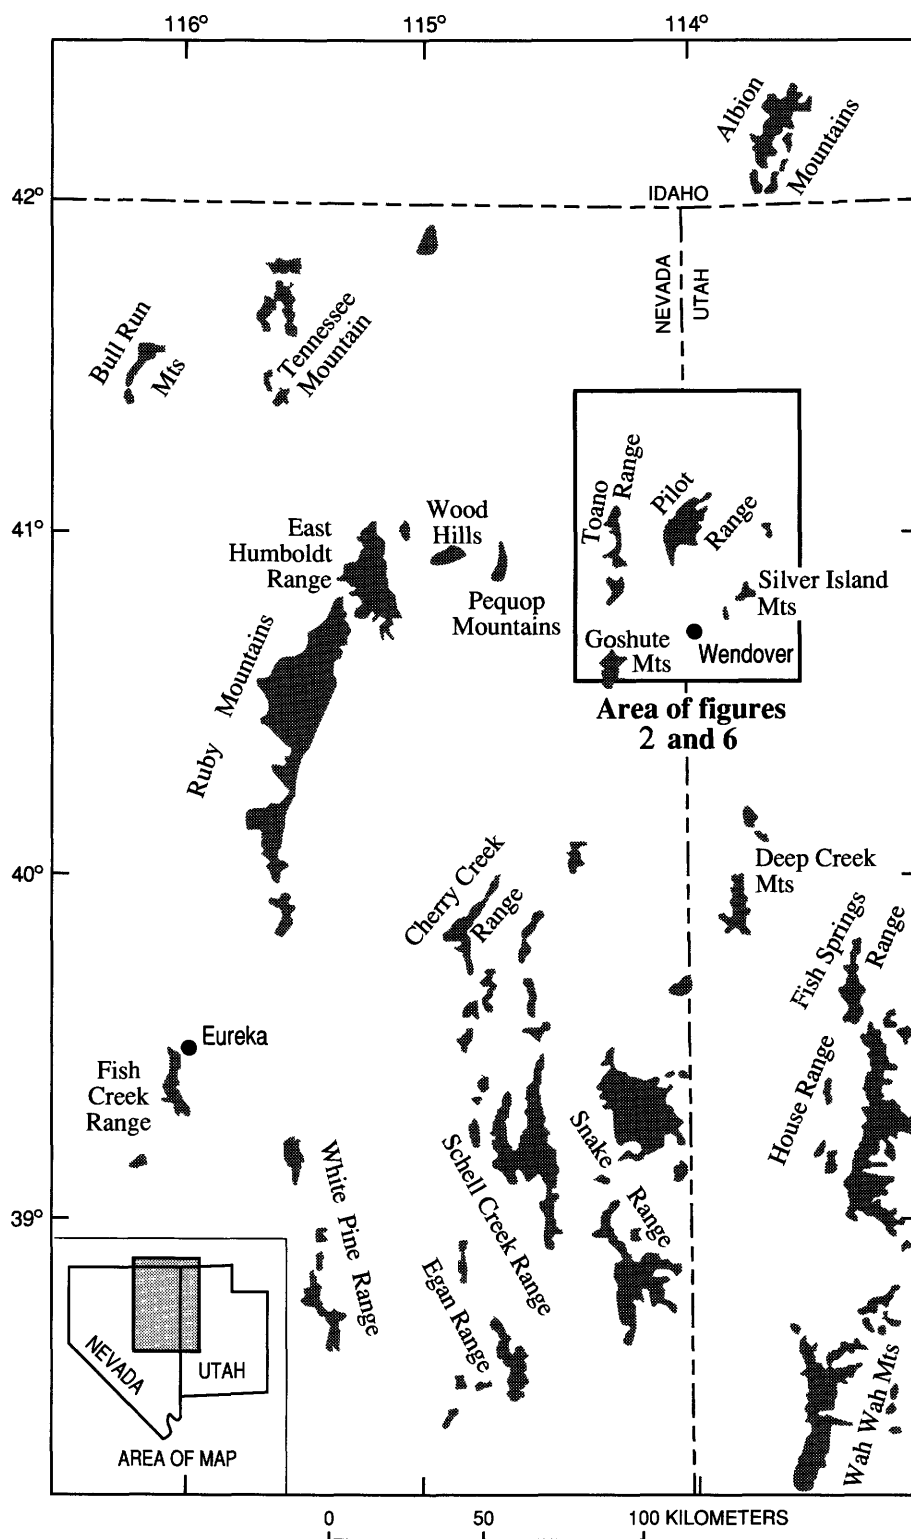 116°
115°
114°
Albion
Mountains
42°
IDAHO
NEVADA
UTAH
Bull Run
Mts
Tennessee
Mountain
41°
East
Humboldt
Range
Wood
Hills
Pequop
Mountains
Toano
Range
Pilot
Range
Silver Island
Mts
Goshute
Mts
Wendover
Area of figures
2 and 6
Ruby
Mountains
40°
Cherry Creek
Range
Deep Creek
Mts
Fish Springs
Range
Eureka
Fish
Creek
Range
House Range
White Pine Range
Schell Creek Range
Snake
Range
39°
Egan Range
Wah Wah Mts
NEVADA
UTAH
AREA OF MAP
0
50
100 KILOMETERS